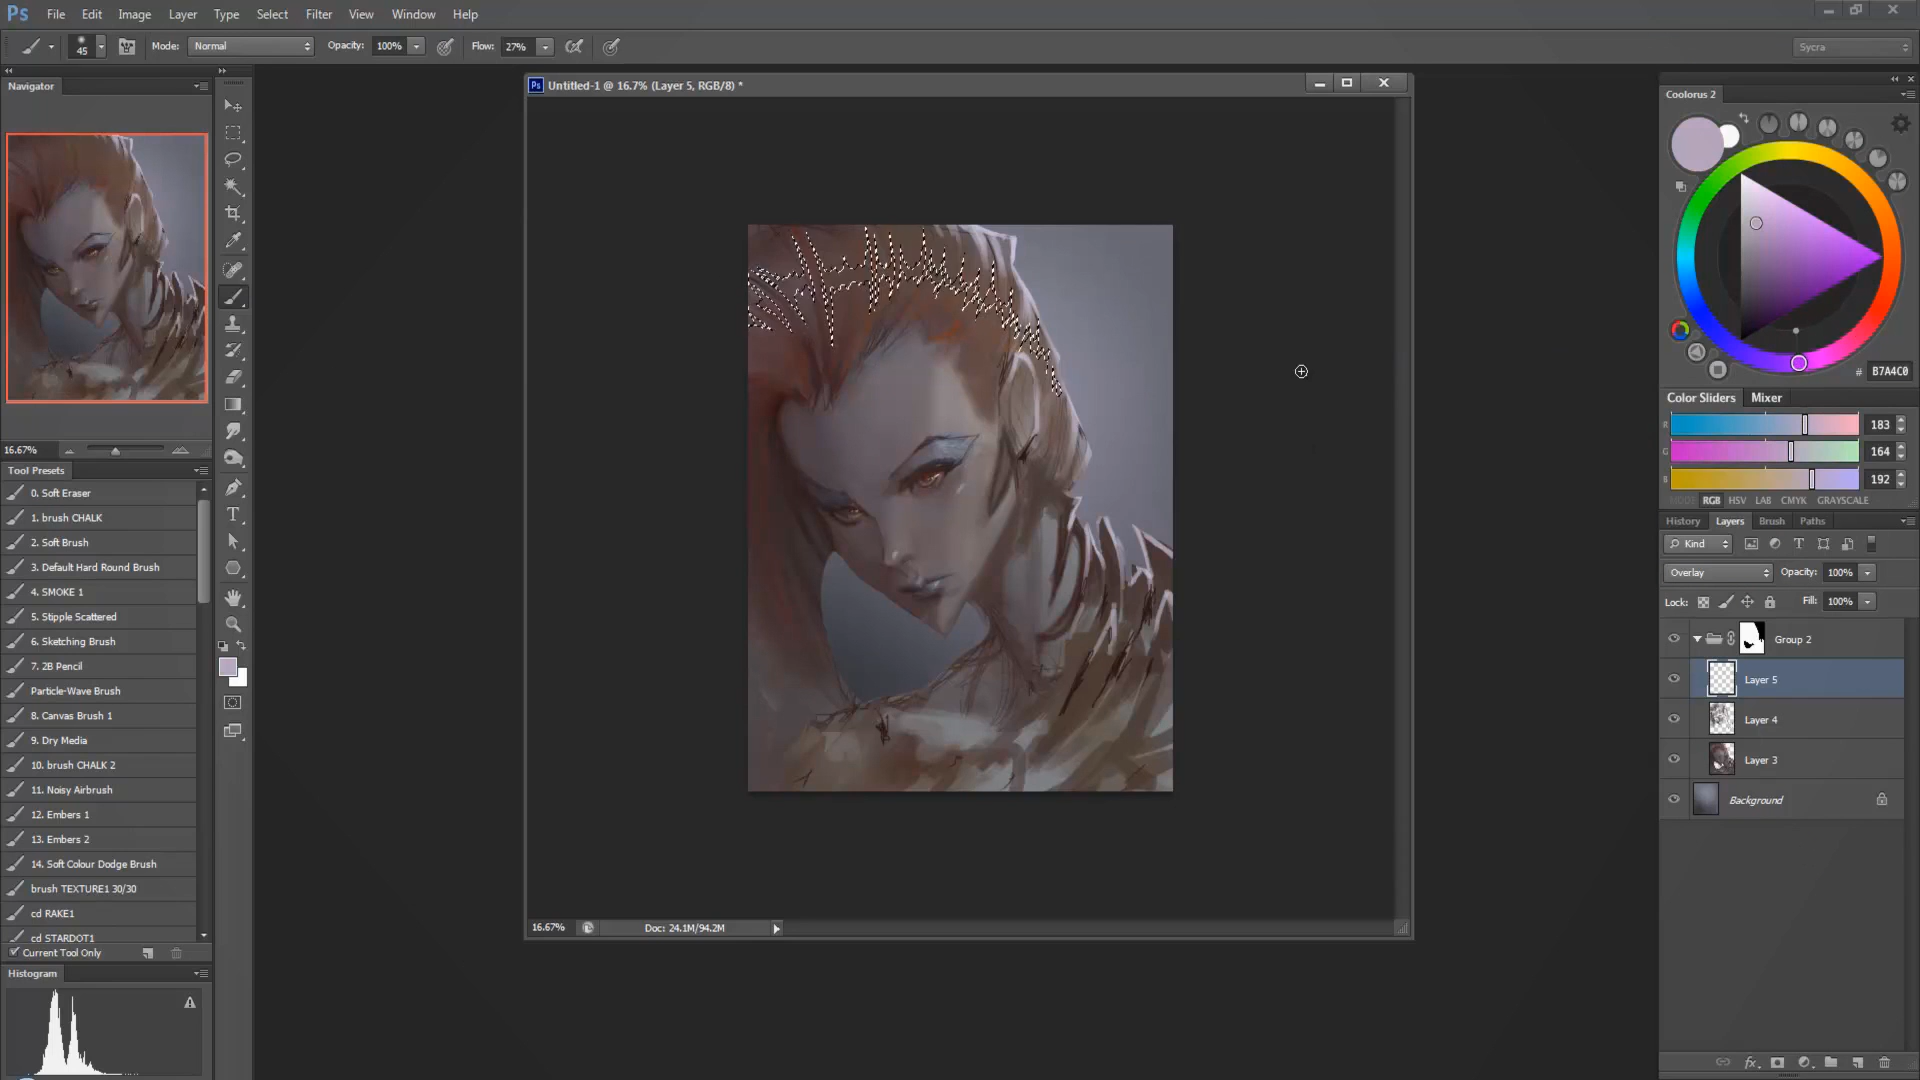 Ps File Edit Image Layer Type Select Filter View Window Help
45 Mode: Normal Opacity: 100% Flow: 27% Sycra
Navigator
16.67%
Tool Presets
0. Soft Eraser
1. brush CHALK
2. Soft Brush
3. Default Hard Round Brush
4. SMOKE 1
5. Stipple Scattered
6. Sketching Brush
7. 2B Pencil
Particle-Wave Brush
8. Canvas Brush 1
9. Dry Media
10. brush CHALK 2
11. Noisy Airbrush
12. Embers 1
13. Embers 2
14. Soft Colour Dodge Brush
brush TEXTURE1 30/30
cd RAKE1
cd STARDOT1
Current Tool Only
Histogram
Ps Untitled-1 @ 16.7% (Layer 5, RGB/8) *
16.67% Doc: 24.1M/94.2M
Coolorus 2
# B7A4C0
Color Sliders Mixer
R 183
G 164
B 192
RGB HSV LAB CMYK GRAYSCALE
History Layers Brush Paths
Kind T
Overlay Opacity: 100%
Lock: Fill: 100%
Group 2
Layer 5
Layer 4
Layer 3
Background
fx